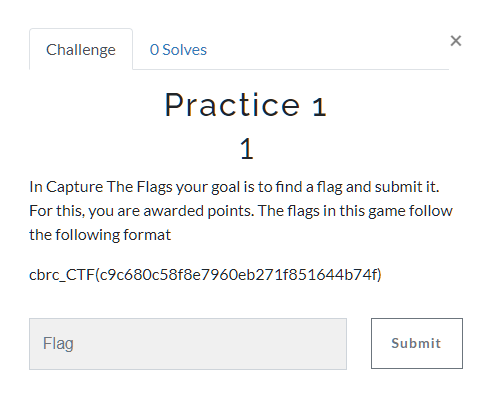 Challenge
0 Solves
×
Practice 1
1
In Capture The Flags your goal is to find a flag and submit it.
For this, you are awarded points. The flags in this game follow
the following format
cbrc_CTF(c9c680c58f8e7960eb271f851644b74f)
Flag
Submit